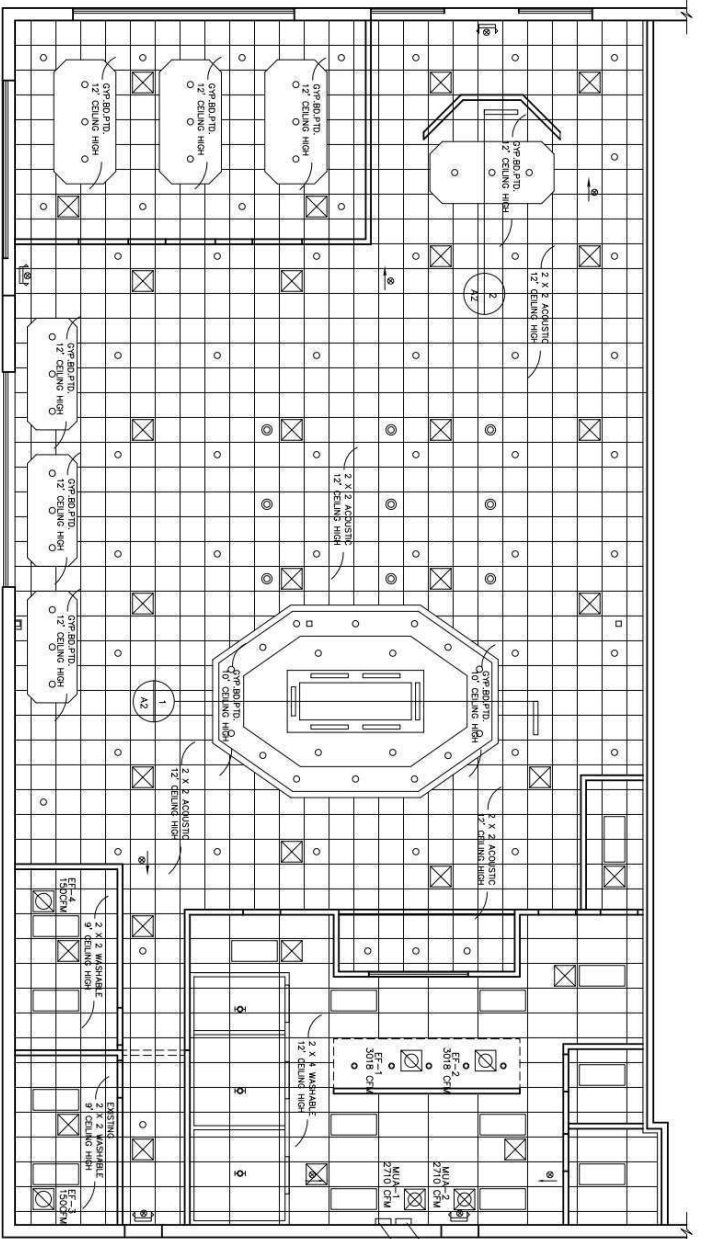 GYP.BD.PTD.
12' CEILING HIGH
GYP.BD.PTD.
12' CEILING HIGH
GYP.BD.PTD.
12' CEILING HIGH
GYP.BD.PTD.
12' CEILING HIGH
2 X 2 ACOUSTIC
12' CEILING HIGH
2
A2
GYP.BD.PTD.
12' CEILING HIGH
GYP.BD.PTD.
12' CEILING HIGH
GYP.BD.PTD.
12' CEILING HIGH
2 X 2 ACOUSTIC
12' CEILING HIGH
GYP.BD.PTD.
10' CEILING HIGH
GYP.BD.PTD.
10' CEILING HIGH
1
A2
2 X 2 ACOUSTIC
12' CEILING HIGH
2 X 2 ACOUSTIC
12' CEILING HIGH
EF-4
150CFM
2 X 2 WASHABLE
9' CEILING HIGH
2 X 4 WASHABLE
12' CEILING HIGH
EF-1
3018 CFM
EF-2
3018 CFM
EXISTING
2 X 2 WASHABLE
9' CEILING HIGH
EF-3
150CFM
MUA-1
2710 CFM
MUA-2
2710 CFM